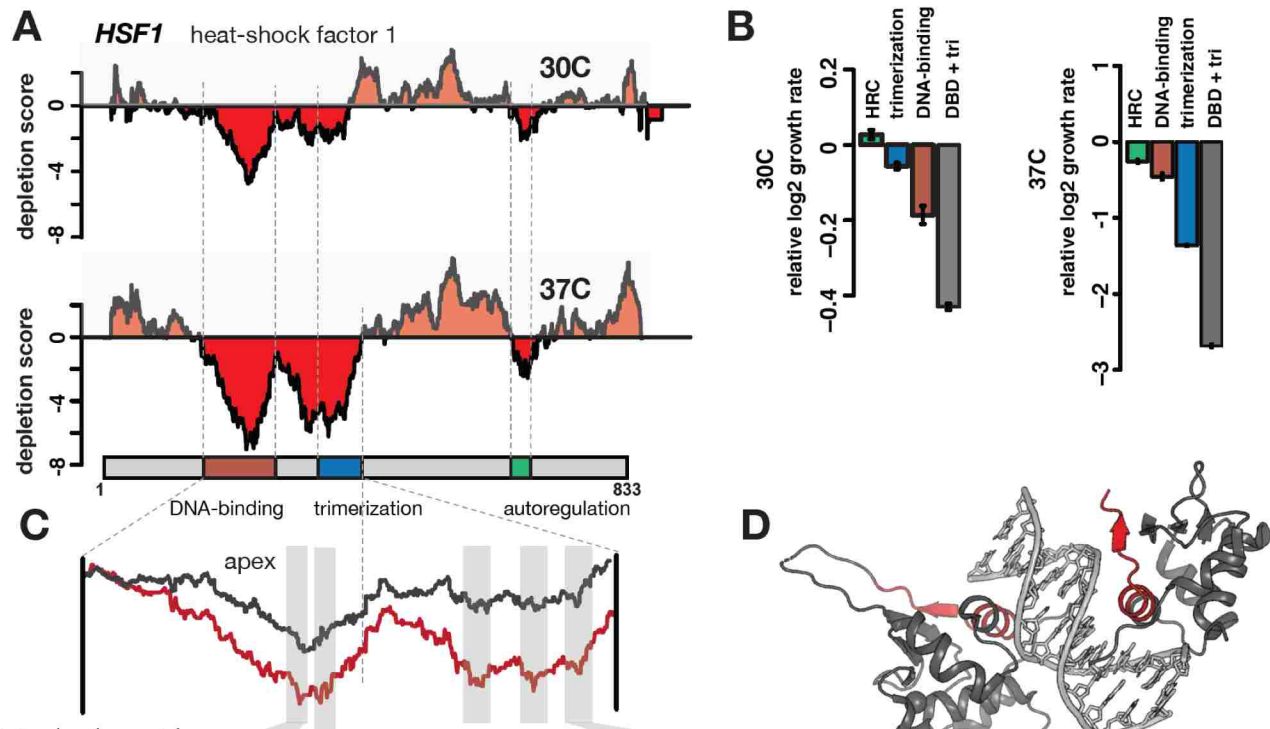 A
HSF1 heat-shock factor 1
30C
depletion score
0
-4
-8
37C
depletion score
0
-4
-8
1
833
DNA-binding trimerization autoregulation
B
30C
relative log2 growth rate
0.2
0
−0.2
−0.4
HRC
trimerization
DNA-binding
DBD + tri
37C
relative log2 growth rate
1
0
−1
−2
−3
HRC
DNA-binding
trimerization
DBD + tri
C
apex
D